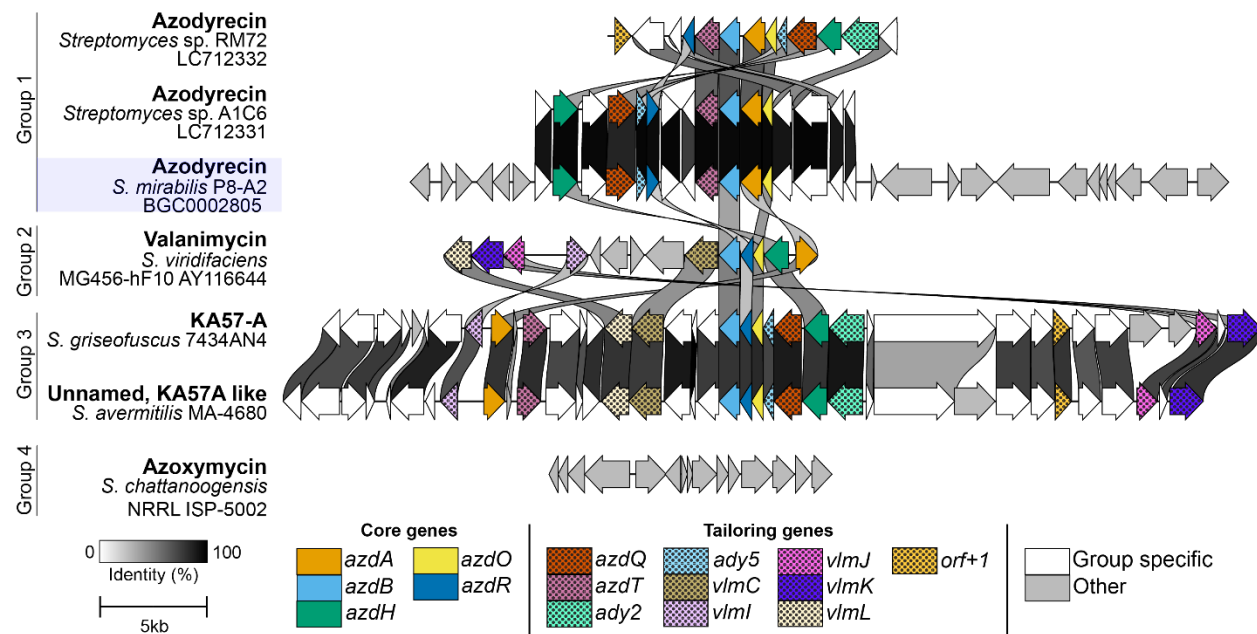 Group 1
Azodyrecin
Streptomyces sp. RM72
LC712332
Azodyrecin
Streptomyces sp. A1C6
LC712331
Azodyrecin
S. mirabilis P8-A2
BGC0002805
Group 2
Valanimycin
S. viridifaciens
MG456-hF10 AY116644
Group 3
KA57-A
S. griseofuscus 7434AN4
Unnamed, KA57A like
S. avermitilis MA-4680
Group 4
Azoxymycin
S. chattanoogensis
NRRL ISP-5002
0 100
Identity (%)
5kb
Core genes
azdA azdO
azdB azdR
azdH
Tailoring genes
azdQ ady5 vlmJ orf+1
azdT vlmC vlmK
ady2 vlmI vlmL
Group specific
Other